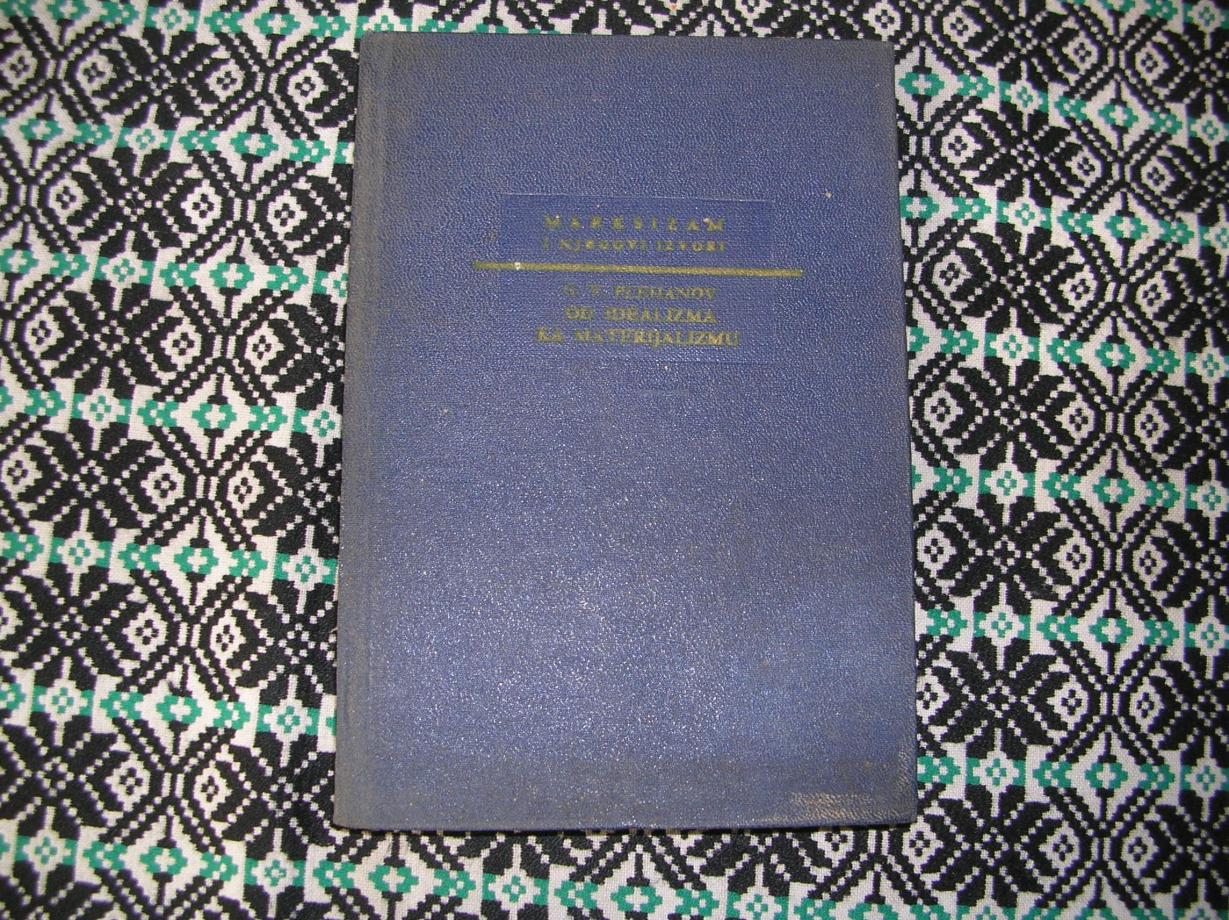 MARKSIZAM
I NJEGOVI IZVORI
G. V. PLEHANOV
OD IDEALIZMA
KA MATERIJALIZMU